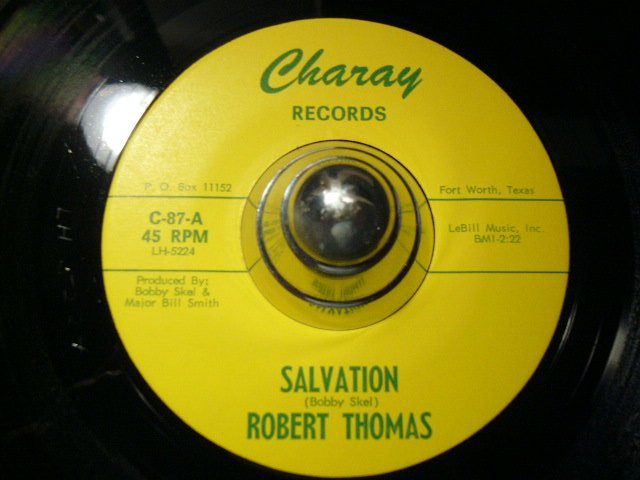 Charay
RECORDS
P. O. Box 11152
Fort Worth, Texas
C-87-A
45 RPM
LH-5224
LeBill Music, Inc.
BMI-2:22
Produced By:
Bobby Skel &
Major Bill Smith
SALVATION
(Bobby Skel)
ROBERT THOMAS